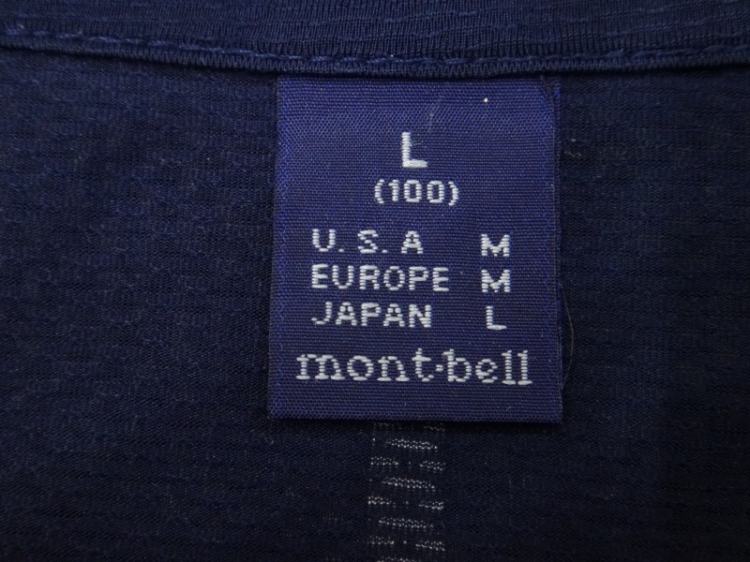 L
(100)
U.S.A M
EUROPE M
JAPAN L
mont-bell